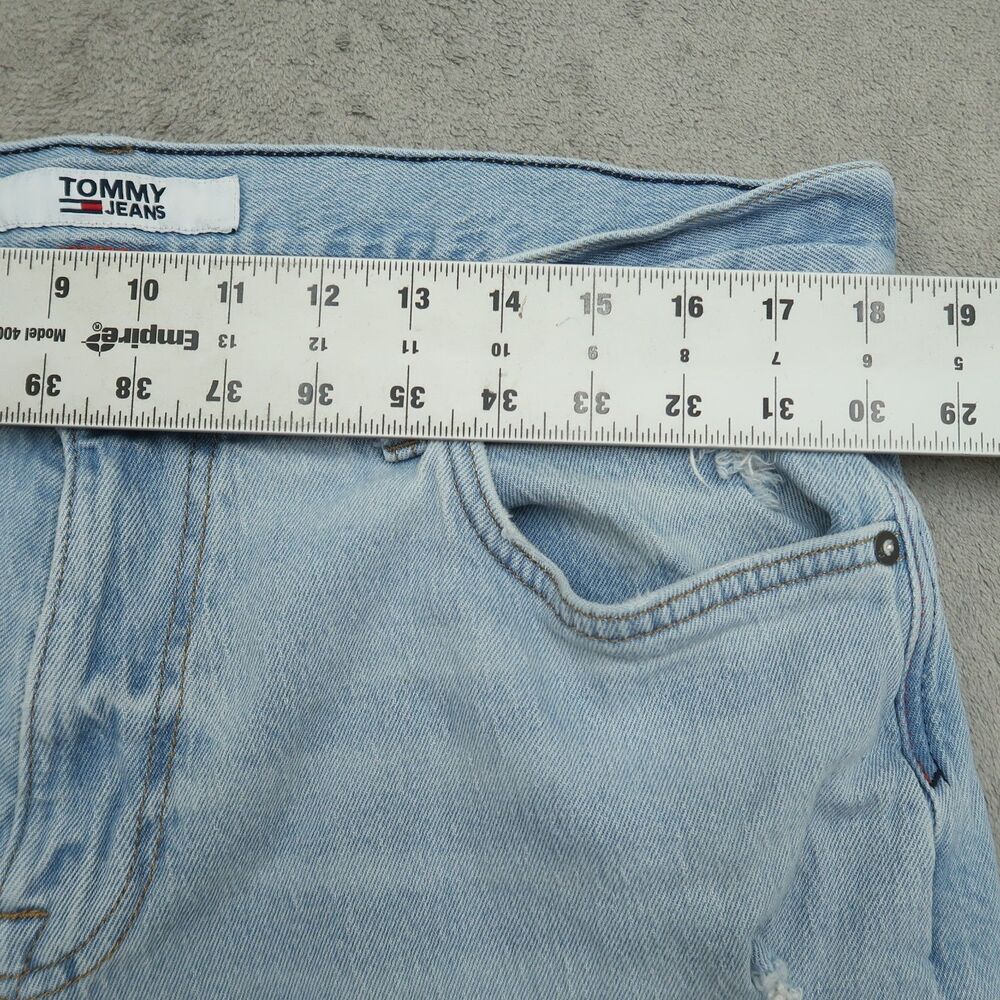 TOMMY
JEANS
9 10 11 12 13 14 15 16 17 18 19
Model 400 Empire® 13 12 11 10 9 8 7 6 5
39 38 37 36 35 34 33 32 31 30 29